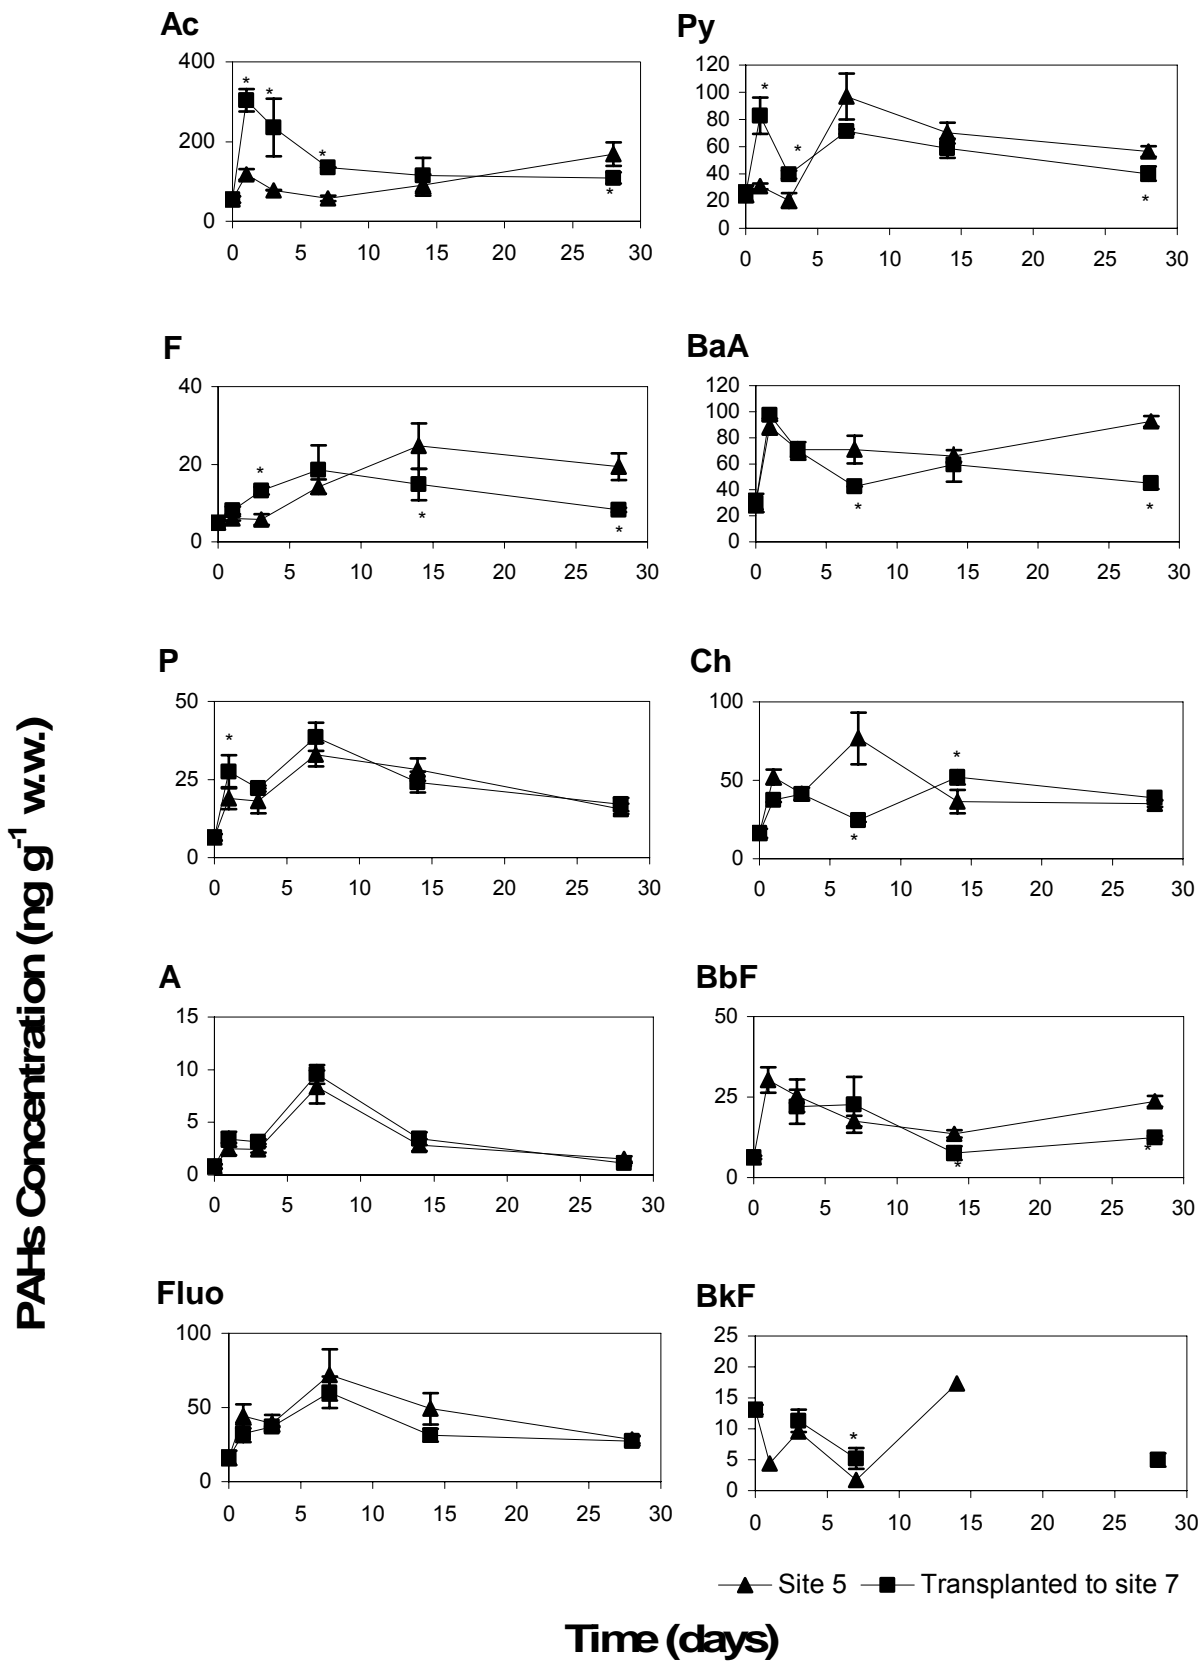 Ac
400
200
0
0 5 10 15 20 25 30
* * * *
Py
120
100
80
60
40
20
0
0 5 10 15 20 25 30
* * *
F
40
20
0
0 5 10 15 20 25 30
* * *
BaA
120
100
80
60
40
20
0
0 5 10 15 20 25 30
* *
P
50
25
0
0 5 10 15 20 25 30
*
Ch
100
50
0
0 5 10 15 20 25 30
* *
A
15
10
5
0
0 5 10 15 20 25 30
BbF
50
25
0
0 5 10 15 20 25 30
* *
Fluo
100
50
0
0 5 10 15 20 25 30
BkF
25
20
15
10
5
0
0 5 10 15 20 25 30
*
PAHs Concentration (ng g⁻¹ w.w.)
Site 5 Transplanted to site 7
Time (days)